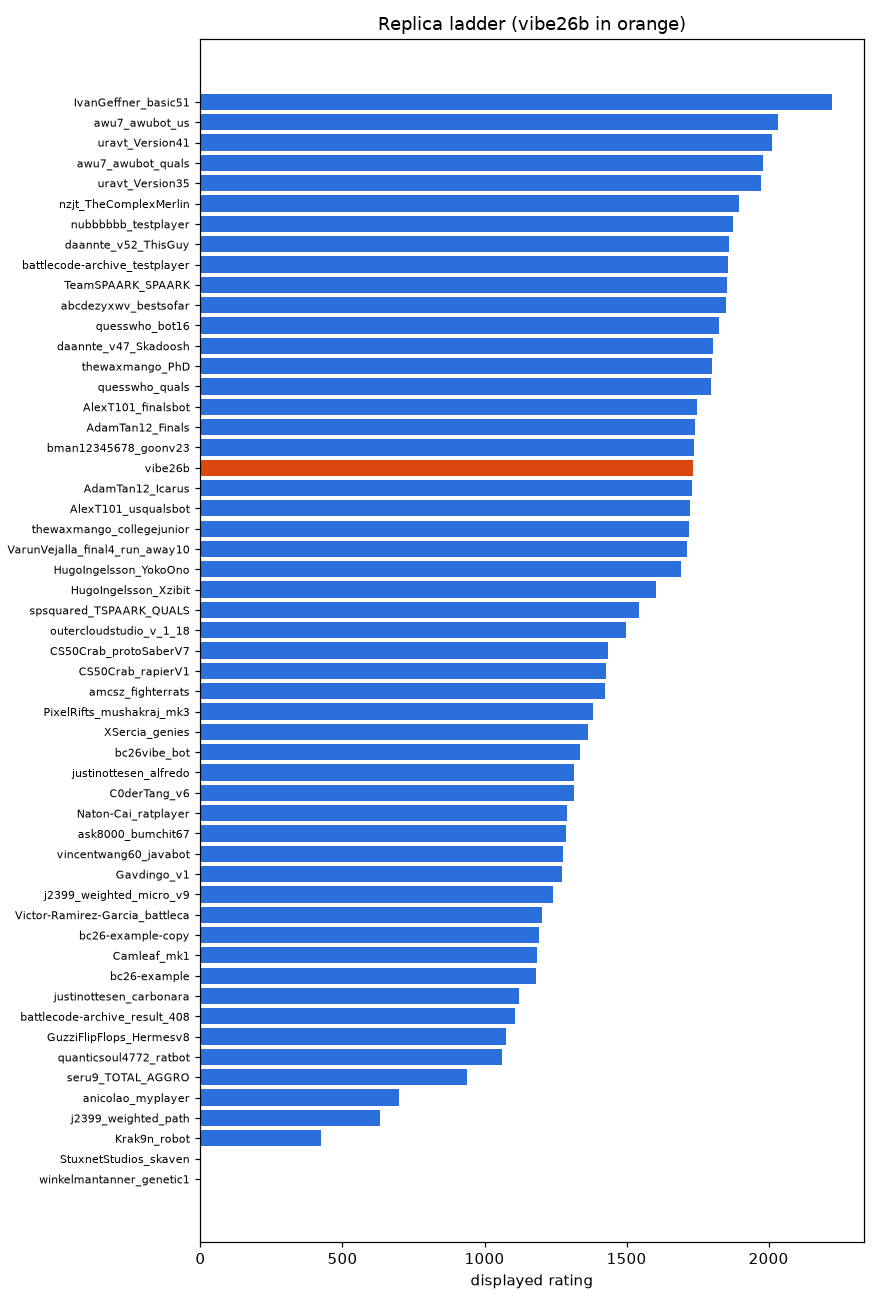 Replica ladder (vibe26b in orange)
IvanGeffner_basic51
awu7_awubot_us
uravt_Version41
awu7_awubot_quals
uravt_Version35
nzjt_TheComplexMerlin
nubbbbbb_testplayer
daannte_v52_ThisGuy
battlecode-archive_testplayer
TeamSPAARK_SPAARK
abcdezyxwv_bestsofar
quesswho_bot16
daannte_v47_Skadoosh
thewaxmango_PhD
quesswho_quals
AlexT101_finalsbot
AdamTan12_Finals
bman12345678_goonv23
vibe26b
AdamTan12_Icarus
AlexT101_usqualsbot
thewaxmango_collegejunior
VarunVejalla_final4_run_away10
HugoIngelsson_YokoOno
HugoIngelsson_Xzibit
spsquared_TSPAARK_QUALS
outercloudstudio_v_1_18
CS50Crab_protoSaberV7
CS50Crab_rapierV1
amcsz_fighterrats
PixelRifts_mushakraj_mk3
XSercia_genies
bc26vibe_bot
justinottesen_alfredo
C0derTang_v6
Naton-Cai_ratplayer
ask8000_bumchit67
vincentwang60_javabot
Gavdingo_v1
j2399_weighted_micro_v9
Victor-Ramirez-Garcia_battleca
bc26-example-copy
Camleaf_mk1
bc26-example
justinottesen_carbonara
battlecode-archive_result_408
GuzziFlipFlops_Hermesv8
quanticsoul4772_ratbot
seru9_TOTAL_AGGRO
anicolao_myplayer
j2399_weighted_path
Krak9n_robot
StuxnetStudios_skaven
winkelmantanner_genetic1
0 500 1000 1500 2000
displayed rating